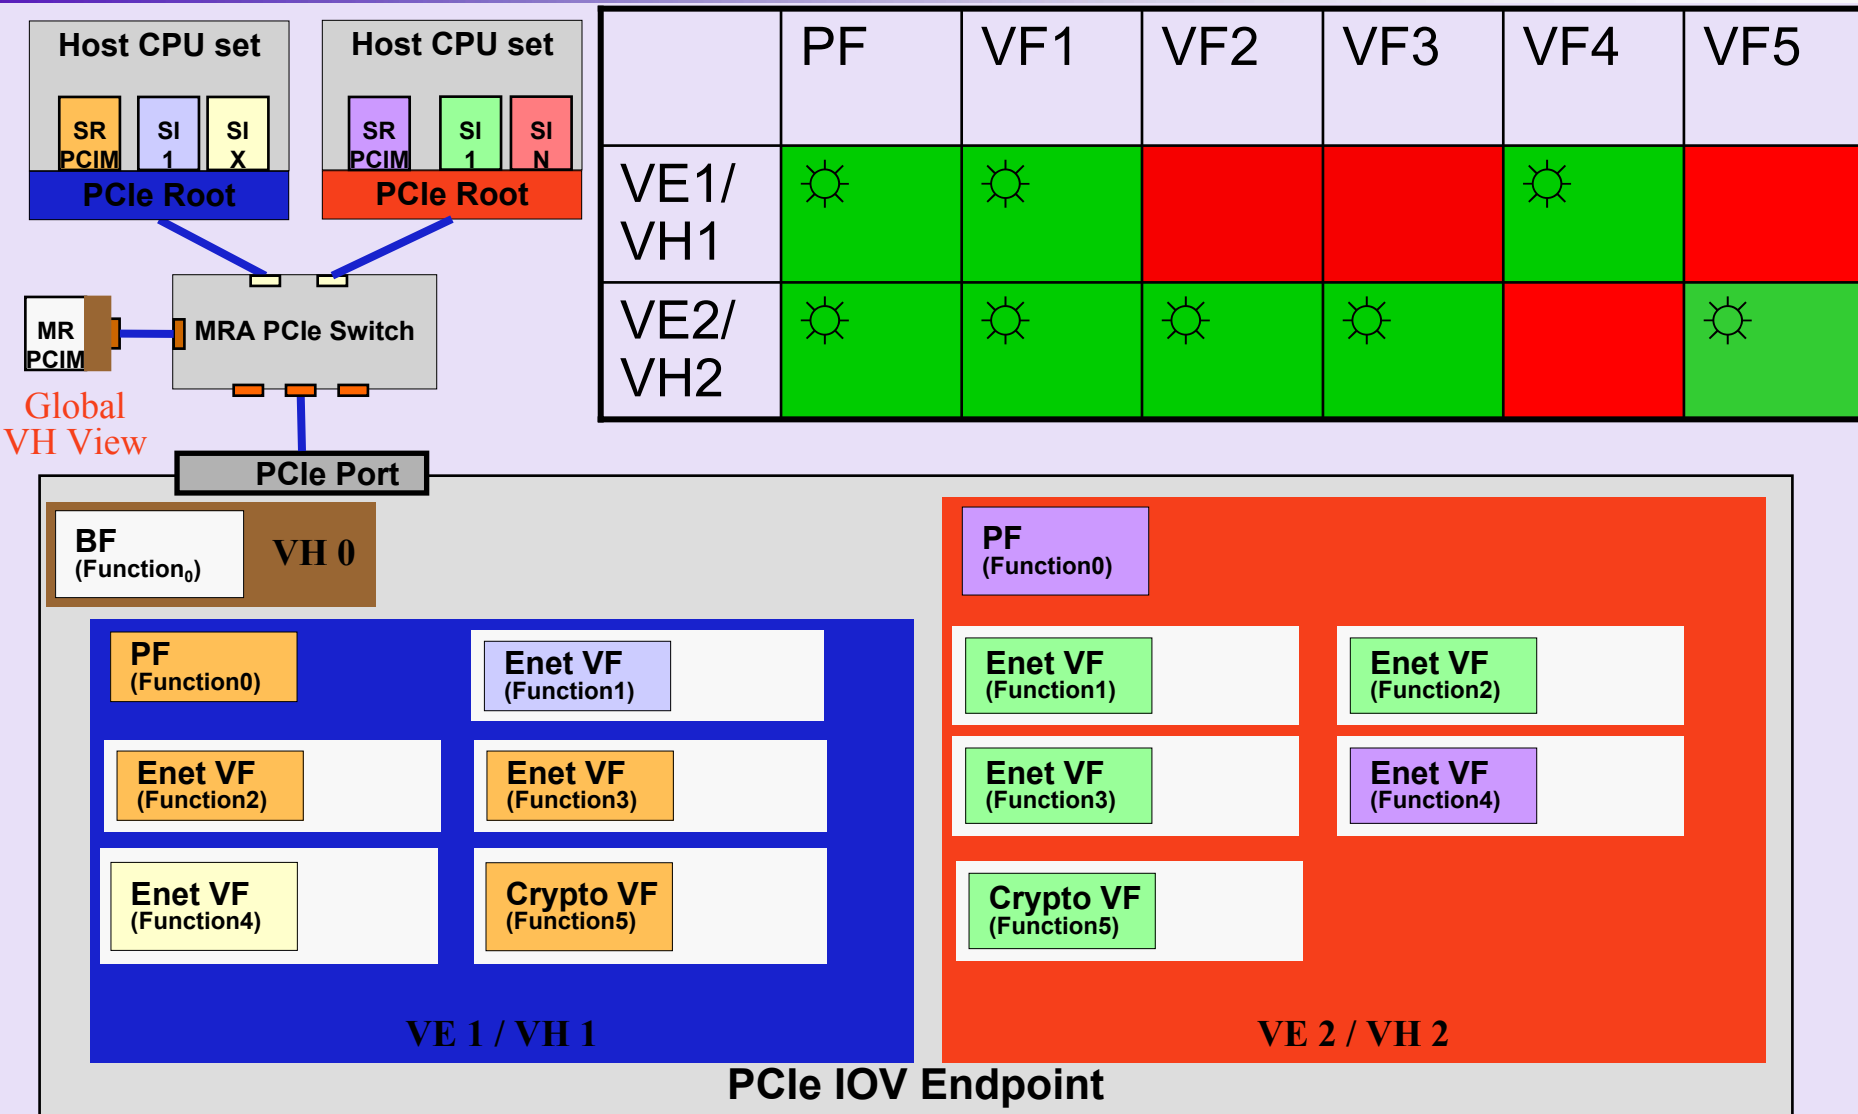 Host CPU set
SR
PCIM
SI
1
SI
X
PCIe Root
Host CPU set
SR
PCIM
SI
1
SI
N
PCIe Root
MR
PCIM
MRA PCIe Switch
Global
VH View
PF VF1 VF2 VF3 VF4 VF5
VE1/
VH1
VE2/
VH2
PCIe Port
BF
(Function0)
VH 0
PF
(Function0)
Enet VF
(Function1)
Enet VF
(Function2)
Enet VF
(Function3)
Enet VF
(Function4)
Crypto VF
(Function5)
VE 1 / VH 1
PF
(Function0)
Enet VF
(Function1)
Enet VF
(Function2)
Enet VF
(Function3)
Enet VF
(Function4)
Crypto VF
(Function5)
VE 2 / VH 2
PCIe IOV Endpoint